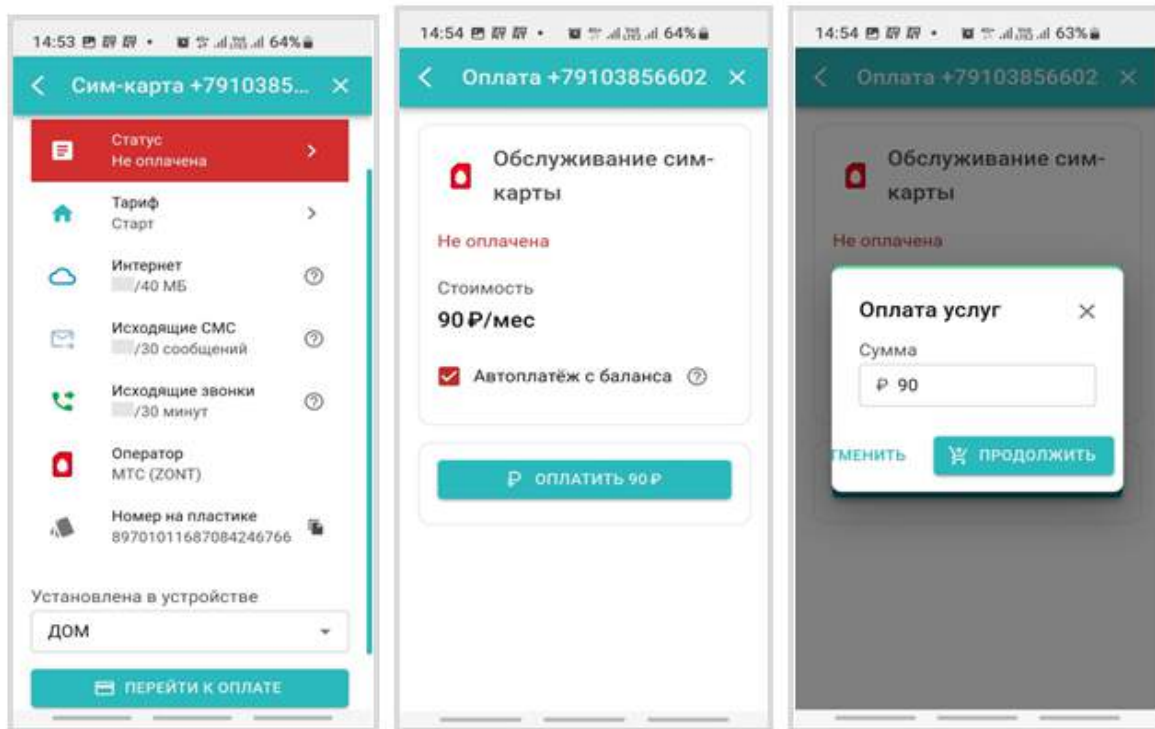 14:53
64%
Сим-карта +7910385...
Статус
Не оплачена
Тариф
Старт
Интернет
/40 МБ
Исходящие СМС
/30 сообщений
Исходящие звонки
/30 минут
Оператор
МТС (ZONT)
Номер на пластике
89701011687084246766
Установлена в устройстве
ДОМ
ПЕРЕЙТИ К ОПЛАТЕ
14:54
64%
Оплата +79103856602
Обслуживание сим-
карты
Не оплачена
Стоимость
90 ₽/мес
Автоплатёж с баланса
₽ ОПЛАТИТЬ 90 ₽
14:54
63%
Оплата +79103856602
Обслуживание сим-
карты
Не оплачена
Оплата услуг
Сумма
₽ 90
ТМЕНИТЬ
ПРОДОЛЖИТЬ